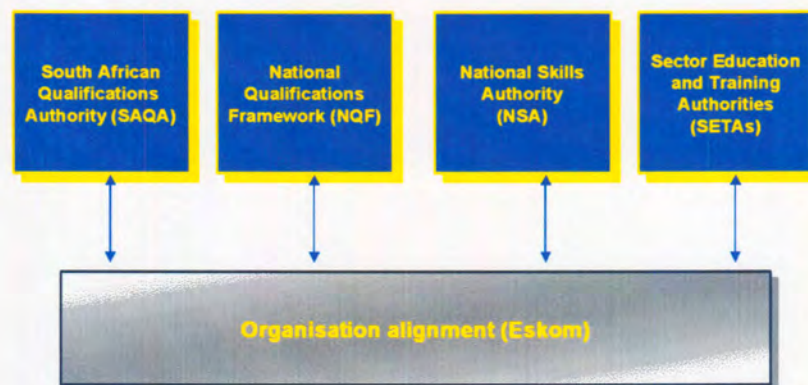 South African
Qualifications
Authority (SAQA)
National
Qualifications
Framework (NQF)
National Skills
Authority
(NSA)
Sector Education
and Training
Authorities
(SETAs)
Organisation alignment (Eskom)